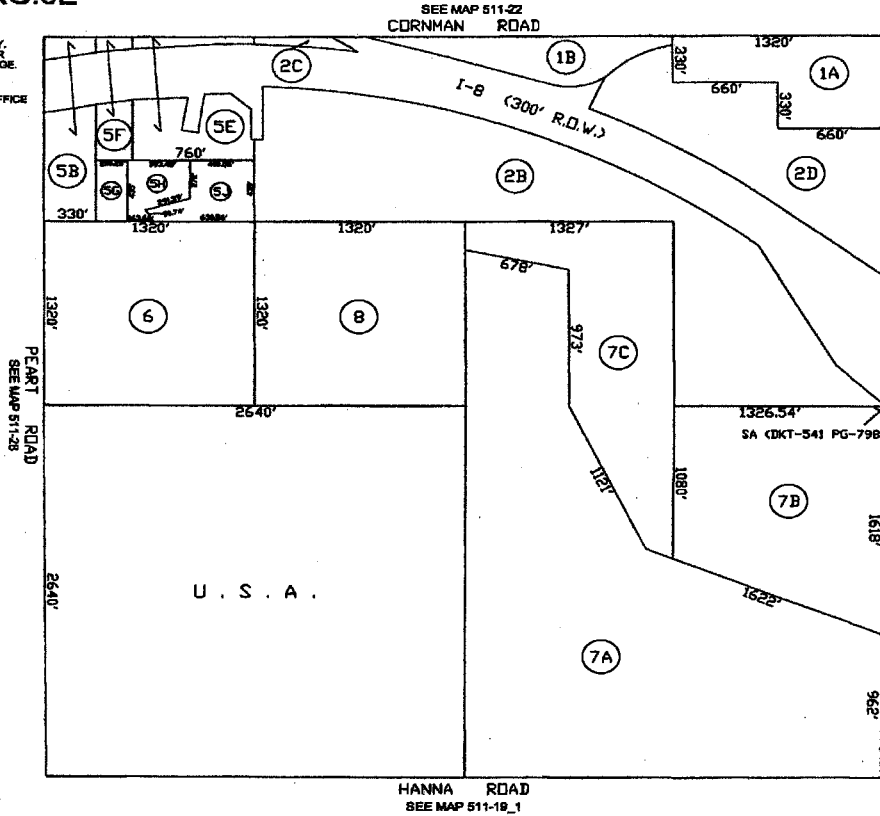 SEE MAP 511-22
CORNMAN ROAD
FFICE
1320'
1B
2C
1A
330'
660'
330'
660'
I-8 (300' R.O.W.)
5E
5F
760'
5B
2B
2D
5G
5H
5J
330'
1320'
1320'
1327'
678'
1320'
6
1320'
8
973'
7C
PEART ROAD
SEE MAP 511-28
2640'
1326.54'
SA (DKT-541 PG-798
1121'
1080'
7B
1618'
2640'
U.S.A.
1622'
7A
962'
HANNA ROAD
SEE MAP 511-19_1